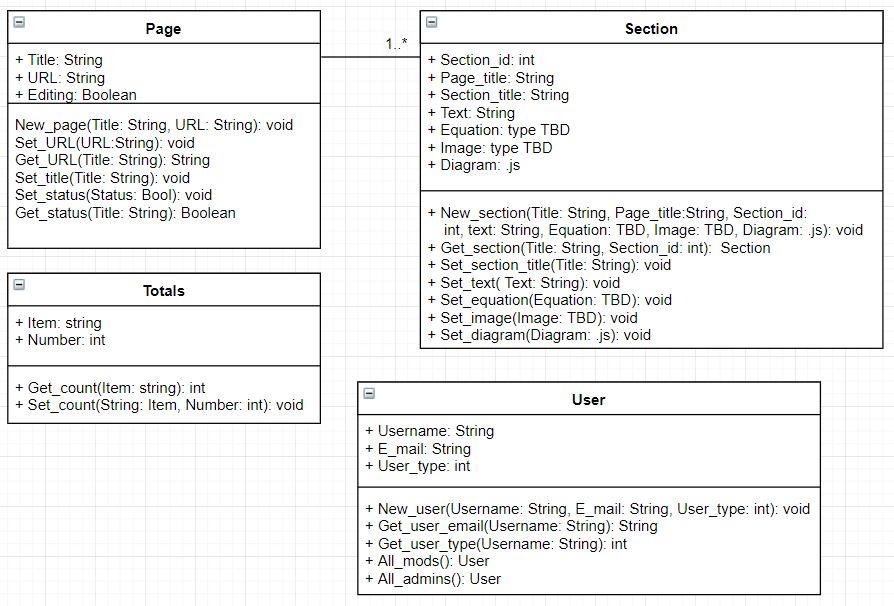 Page
+ Title: String
+ URL: String
+ Editing: Boolean
New_page(Title: String, URL: String): void
Set_URL(URL:String): void
Get_URL(Title: String): String
Set_title(Title: String): void
Set_status(Status: Bool): void
Get_status(Title: String): Boolean
1..*
Section
+ Section_id: int
+ Page_title: String
+ Section_title: String
+ Text: String
+ Equation: type TBD
+ Image: type TBD
+ Diagram: .js
+ New_section(Title: String, Page_title:String, Section_id:
int, text: String, Equation: TBD, Image: TBD, Diagram: .js): void
+ Get_section(Title: String, Section_id: int): Section
+ Set_section_title(Title: String): void
+ Set_text( Text: String): void
+ Set_equation(Equation: TBD): void
+ Set_image(Image: TBD): void
+ Set_diagram(Diagram: .js): void
Totals
+ Item: string
+ Number: int
+ Get_count(Item: string): int
+ Set_count(String: Item, Number: int): void
User
+ Username: String
+ E_mail: String
+ User_type: int
+ New_user(Username: String, E_mail: String, User_type: int): void
+ Get_user_email(Username: String): String
+ Get_user_type(Username: String): int
+ All_mods(): User
+ All_admins(): User